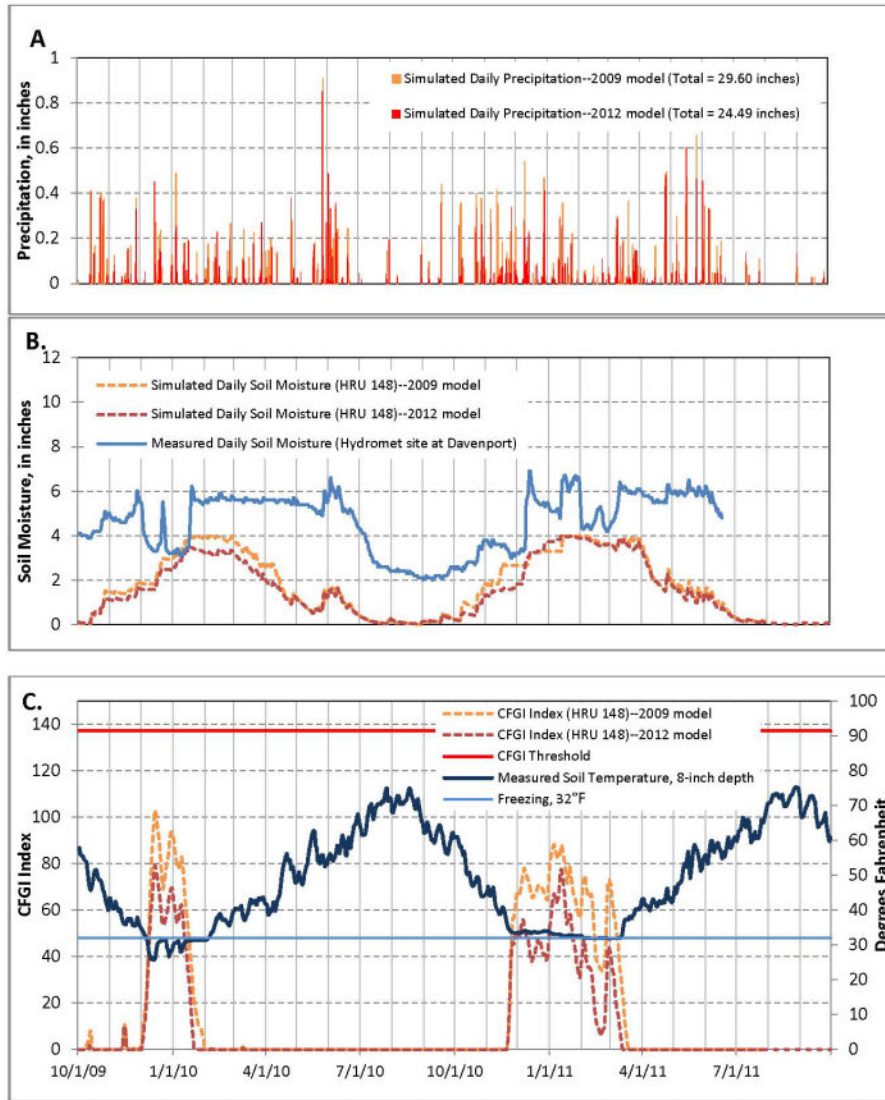 A
Precipitation, in inches
1
0.8
0.6
0.4
0.2
0
Simulated Daily Precipitation--2009 model (Total = 29.60 inches)
Simulated Daily Precipitation--2012 model (Total = 24.49 inches)
B.
Soil Moisture, in inches
12
10
8
6
4
2
0
Simulated Daily Soil Moisture (HRU 148)--2009 model
Simulated Daily Soil Moisture (HRU 148)--2012 model
Measured Daily Soil Moisture (Hydromet site at Davenport)
C.
CFGI Index
140
120
100
80
60
40
20
0
CFGI Index (HRU 148)--2009 model
CFGI Index (HRU 148)--2012 model
CFGI Threshold
Measured Soil Temperature, 8-inch depth
Freezing, 32°F
100
90
80
70
60
50
40
30
20
10
0
Degrees Fahrenheit
10/1/09 1/1/10 4/1/10 7/1/10 10/1/10 1/1/11 4/1/11 7/1/11